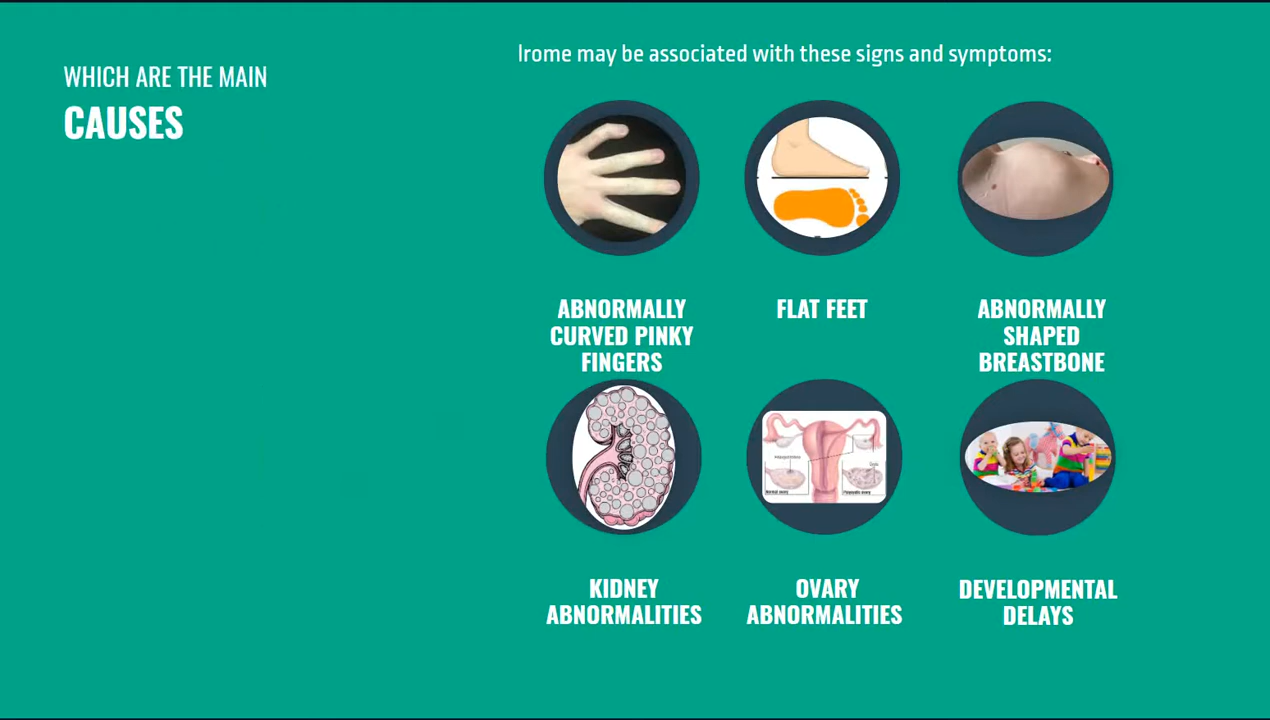 WHICH ARE THE MAIN
CAUSES
Irome may be associated with these signs and symptoms:
ABNORMALLY
CURVED PINKY
FINGERS
FLAT FEET
ABNORMALLY
SHAPED
BREASTBONE
KIDNEY
ABNORMALITIES
OVARY
ABNORMALITIES
DEVELOPMENTAL
DELAYS